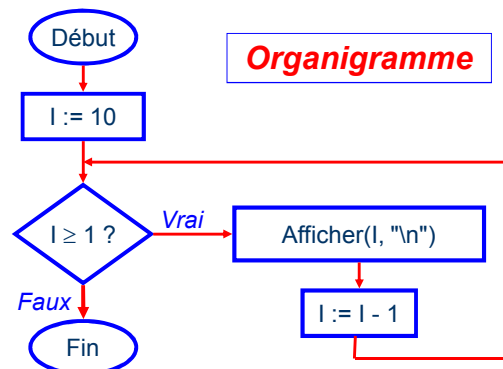 Début
Organigramme
I := 10
I ≥ 1 ?
Vrai
Afficher(I, "\n")
Faux
I := I - 1
Fin